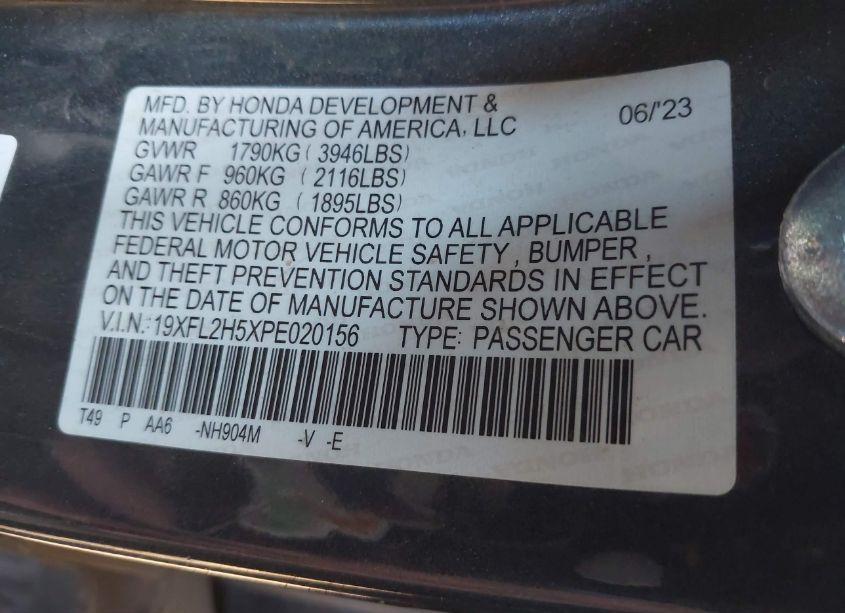 MFD. BY HONDA DEVELOPMENT &
MANUFACTURING OF AMERICA, LLC 06/'23
GVWR 1790KG (3946LBS)
GAWR F 960KG (2116LBS)
GAWR R 860KG (1895LBS)
THIS VEHICLE CONFORMS TO ALL APPLICABLE
FEDERAL MOTOR VEHICLE SAFETY, BUMPER,
AND THEFT PREVENTION STANDARDS IN EFFECT
ON THE DATE OF MANUFACTURE SHOWN ABOVE.
V.I.N.: 19XFL2H5XPE020156 TYPE: PASSENGER CAR
T49 P AA6 -NH904M -V -E